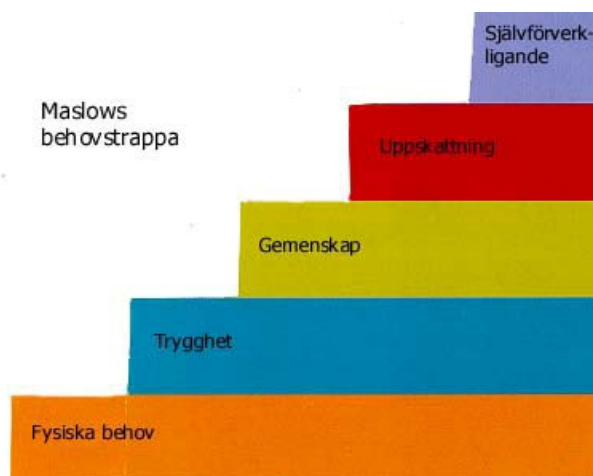 Självförverk-
ligande
Maslows
behovstrappa
Uppskattning
Gemenskap
Trygghet
Fysiska behov